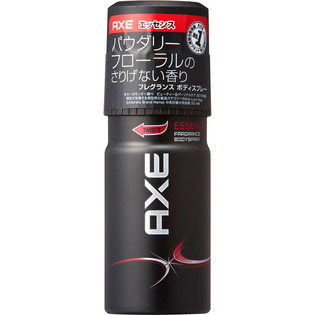 AXE エッセンス
パウダリー
フローラルの
さりげない香り
フレグランス ボディスプレー
TWIST
ESSENCE
FRAGRANCE
BODYSPRAY
AXE